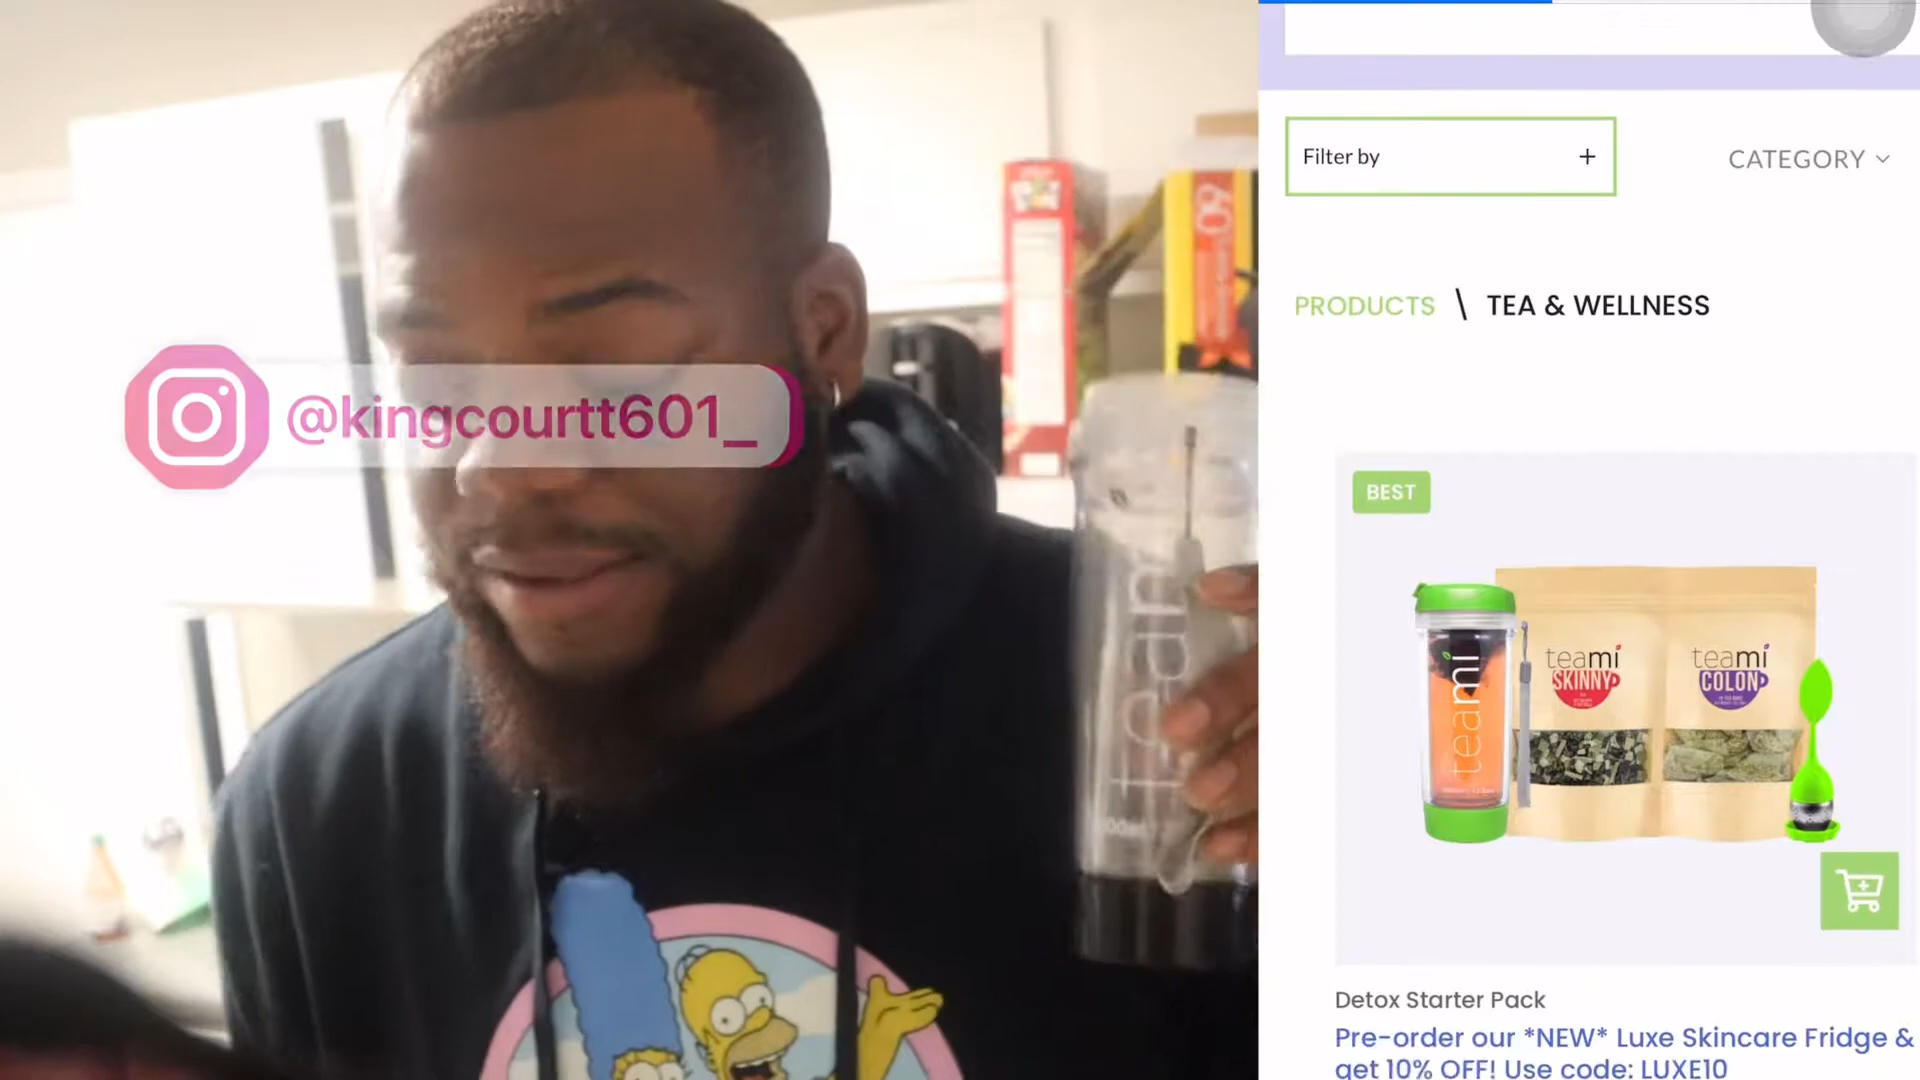 @kingcourtt601_
teami
Filter by +
CATEGORY
PRODUCTS \ TEA & WELLNESS
BEST
teami
teami
SKINNY
teami
COLON
Detox Starter Pack
Pre-order our *NEW* Luxe Skincare Fridge &
get 10% OFF! Use code: LUXE10